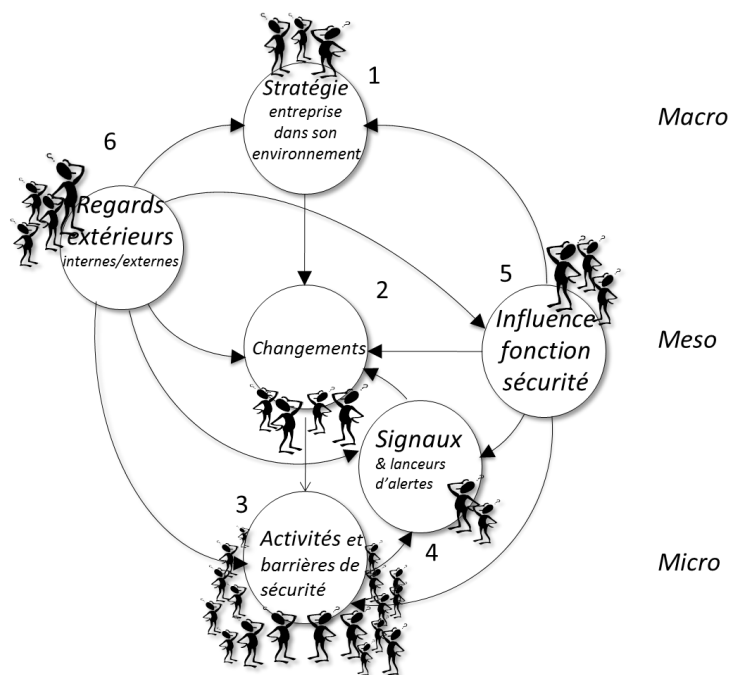 1
Stratégie
entreprise
dans son
environnement
Macro
6
Regards
extérieurs
internes/externes
2
Changements
5
Influence
fonction
sécurité
Meso
Signaux
& lanceurs
d'alertes
4
3
Activités et
barrières de
sécurité
Micro